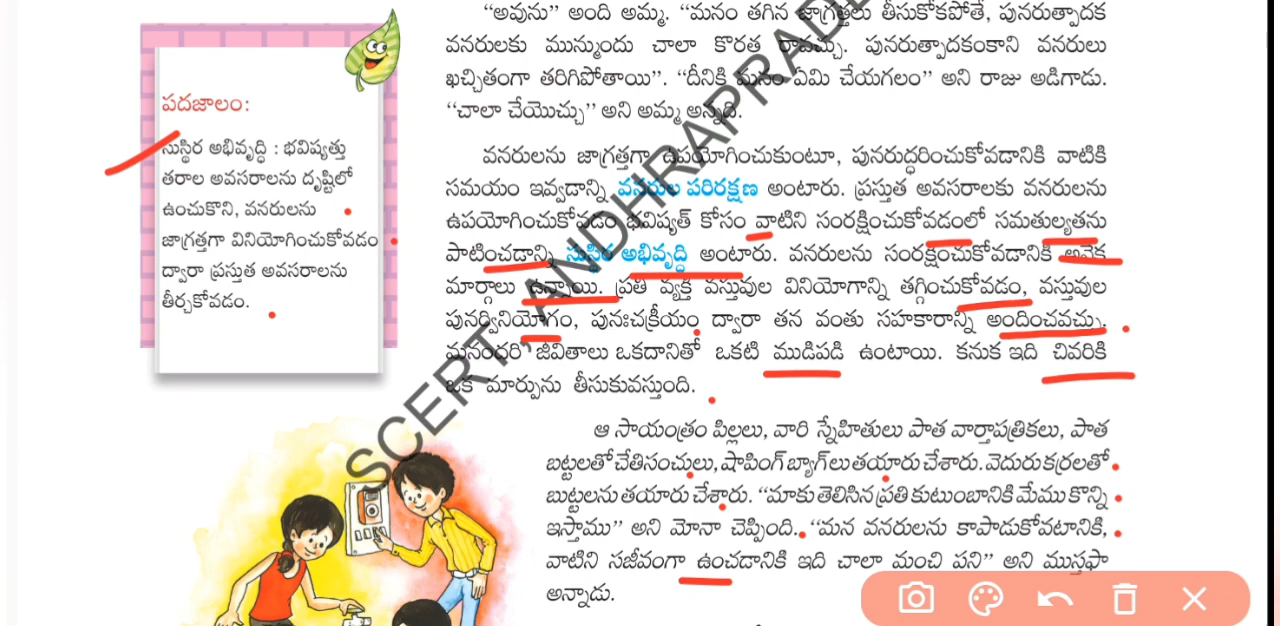 “అవును” అంది అమ్మ. “మనం తగిన జాగ్రత్తలు తీసుకోకపోతే, పునరుత్పాదక
వనరులకు మున్ముందు చాలా కొరత రావచ్చు. పునరుత్పాదకంకాని వనరులు
ఖచ్చితంగా తరిగిపోతాయి”. “దీనికి మనం ఏమి చేయగలం” అని రాజు అడిగాడు.
“చాలా చేయొచ్చు” అని అమ్మ అన్నది.
పదజాలం:
సుస్థిర అభివృద్ధి : భవిష్యత్తు
తరాల అవసరాలను దృష్టిలో
ఉంచుకొని, వనరులను
జాగ్రత్తగా వినియోగించుకోవడం
ద్వారా ప్రస్తుత అవసరాలను
తీర్చకోవడం.
వనరులను జాగ్రత్తగా ఉపయోగించుకుంటూ, పునరుద్ధరించుకోవడానికి వాటికి
సమయం ఇవ్వడాన్ని వనరుల పరిరక్షణ అంటారు. ప్రస్తుత అవసరాలకు వనరులను
ఉపయోగించుకోవడం భవిష్యత్ కోసం వాటిని సంరక్షించుకోవడంలో సమతుల్యతను
పాటించడాన్ని సుస్థిర అభివృద్ధి అంటారు. వనరులను సంరక్షించుకోవడానికి అనేక
మార్గాలు ఉన్నాయి. ప్రతి వ్యక్తి వస్తువుల వినియోగాన్ని తగ్గించుకోవడం, వస్తువుల
పునర్వినియోగం, పునఃచక్రీయం ద్వారా తన వంతు సహకారాన్ని అందించవచ్చు.
మనందరి జీవితాలు ఒకదానితో ఒకటి ముడిపడి ఉంటాయి. కనుక ఇది చివరికి
ఒక మార్పును తీసుకువస్తుంది.
ఆ సాయంత్రం పిల్లలు, వారి స్నేహితులు పాత వార్తాపత్రికలు, పాత
బట్టలతో చేతిసంచులు, షాపింగ్ బ్యాగ్‌లు తయారు చేశారు. వెదురు కర్రలతో
బుట్టలను తయారు చేశారు. “మాకు తెలిసిన ప్రతి కుటుంబానికి మేము కొన్ని
ఇస్తాము” అని మోనా చెప్పింది. “మన వనరులను కాపాడుకోవటానికి,
వాటిని సజీవంగా ఉంచడానికి ఇది చాలా మంచి పని” అని ముస్తఫా
అన్నాడు.
SCERT, ANDHRAPRADE